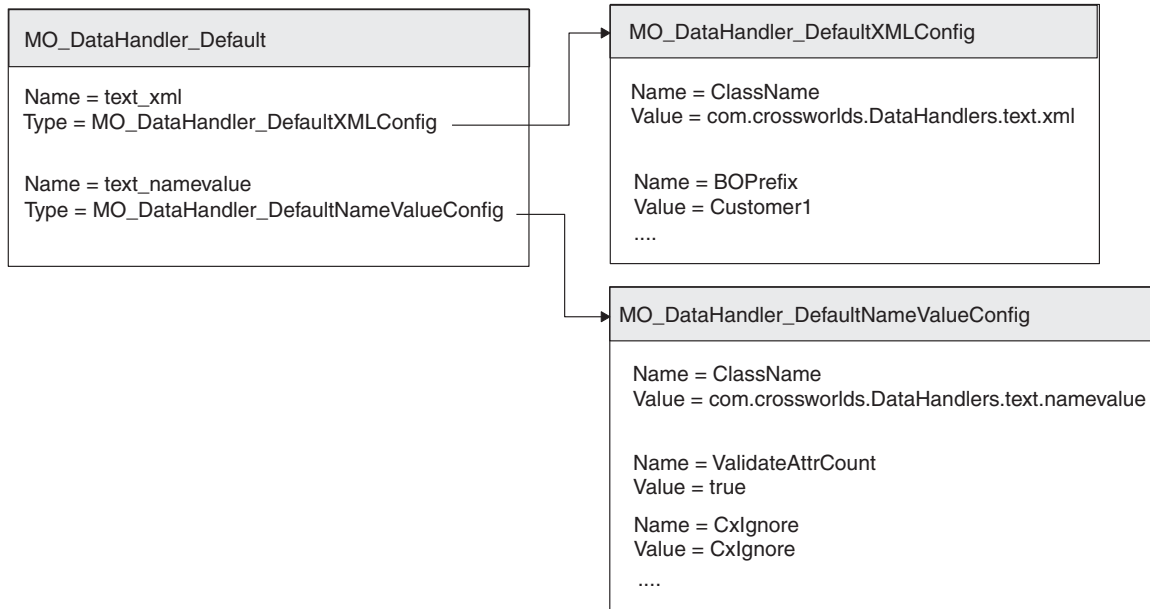 MO_DataHandler_Default
Name = text_xml
Type = MO_DataHandler_DefaultXMLConfig
Name = text_namevalue
Type = MO_DataHandler_DefaultNameValueConfig
MO_DataHandler_DefaultXMLConfig
Name = ClassName
Value = com.crossworlds.DataHandlers.text.xml
Name = BOPrefix
Value = Customer1
....
MO_DataHandler_DefaultNameValueConfig
Name = ClassName
Value = com.crossworlds.DataHandlers.text.namevalue
Name = ValidateAttrCount
Value = true
Name = CxIgnore
Value = CxIgnore
....